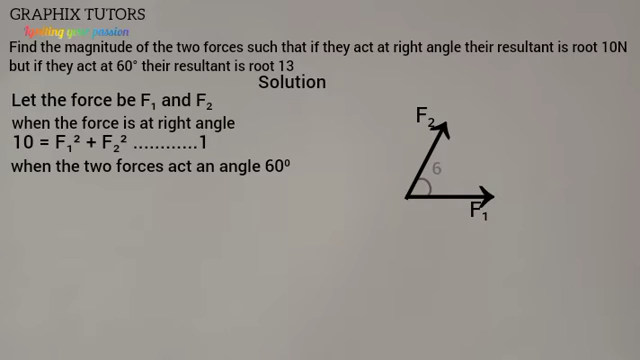 GRAPHIX TUTORS
Igniting your passion
Find the magnitude of the two forces such that if they act at right angle their resultant is root 10N
but if they act at 60° their resultant is root 13
Solution
Let the force be F₁ and F₂
when the force is at right angle
10 = F₁² + F₂² ............1
when the two forces act an angle 60⁰
F₂
6
F₁